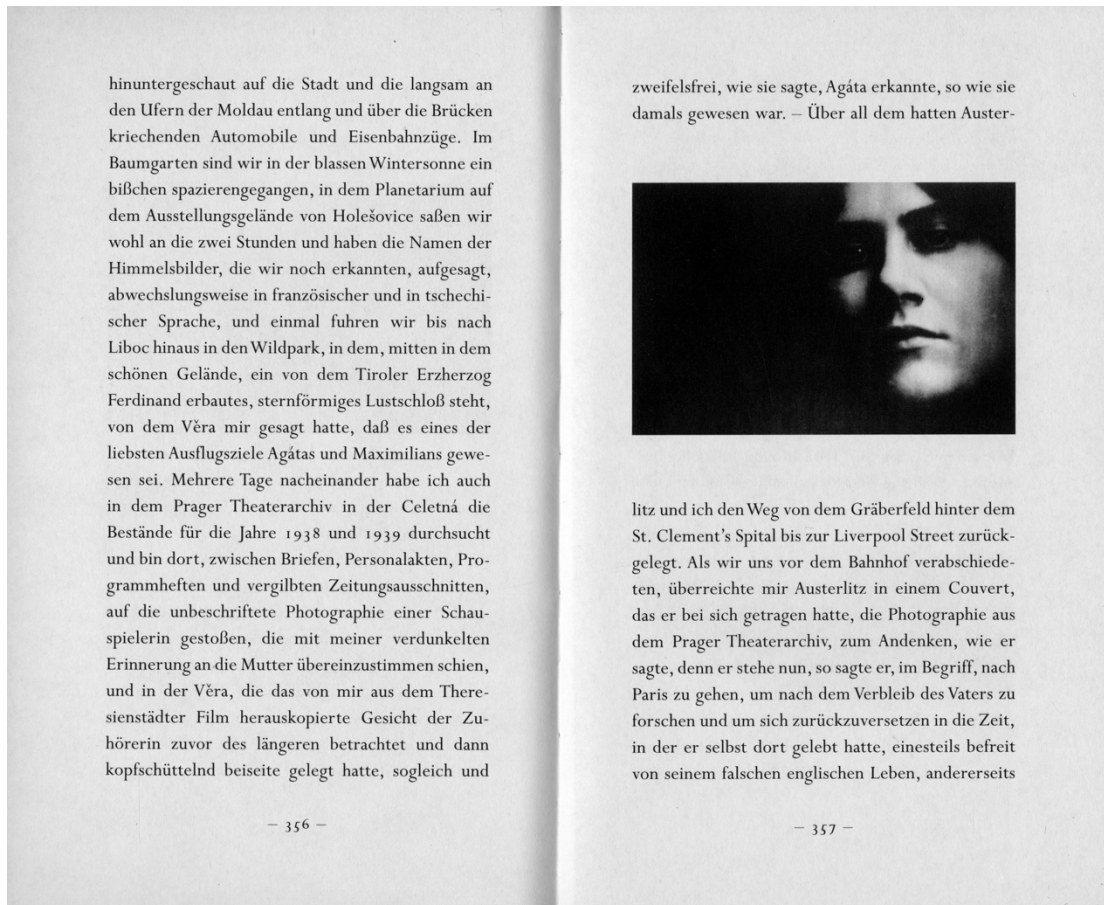 hinuntergeschaut auf die Stadt und die langsam an
den Ufern der Moldau entlang und über die Brücken
kriechenden Automobile und Eisenbahnzüge. Im
Baumgarten sind wir in der blassen Wintersonne ein
bißchen spazierengegangen, in dem Planetarium auf
dem Ausstellungsgelände von Holešovice saßen wir
wohl an die zwei Stunden und haben die Namen der
Himmelsbilder, die wir noch erkannten, aufgesagt,
abwechslungsweise in französischer und in tschechi-
scher Sprache, und einmal fuhren wir bis nach
Liboc hinaus in den Wildpark, in dem, mitten in dem
schönen Gelände, ein von dem Tiroler Erzherzog
Ferdinand erbautes, sternförmiges Lustschloß steht,
von dem Věra mir gesagt hatte, daß es eines der
liebsten Ausflugsziele Agátas und Maximilians gewe-
sen sei. Mehrere Tage nacheinander habe ich auch
in dem Prager Theaterarchiv in der Celetná die
Bestände für die Jahre 1938 und 1939 durchsucht
und bin dort, zwischen Briefen, Personalakten, Pro-
grammheften und vergilbten Zeitungsausschnitten,
auf die unbeschriftete Photographie einer Schau-
spielerin gestoßen, die mit meiner verdunkelten
Erinnerung an die Mutter übereinzustimmen schien,
und in der Věra, die das von mir aus dem There-
sienstädter Film herauskopierte Gesicht der Zu-
hörerin zuvor des längeren betrachtet und dann
kopfschüttelnd beiseite gelegt hatte, sogleich und
– 356 –
zweifelsfrei, wie sie sagte, Agáta erkannte, so wie sie
damals gewesen war. – Über all dem hatten Auster-
litz und ich den Weg von dem Gräberfeld hinter dem
St. Clement's Spital bis zur Liverpool Street zurück-
gelegt. Als wir uns vor dem Bahnhof verabschiede-
ten, überreichte mir Austerlitz in einem Couvert,
das er bei sich getragen hatte, die Photographie aus
dem Prager Theaterarchiv, zum Andenken, wie er
sagte, denn er stehe nun, so sagte er, im Begriff, nach
Paris zu gehen, um nach dem Verbleib des Vaters zu
forschen und um sich zurückzuversetzen in die Zeit,
in der er selbst dort gelebt hatte, einesteils befreit
von seinem falschen englischen Leben, andererseits
– 357 –